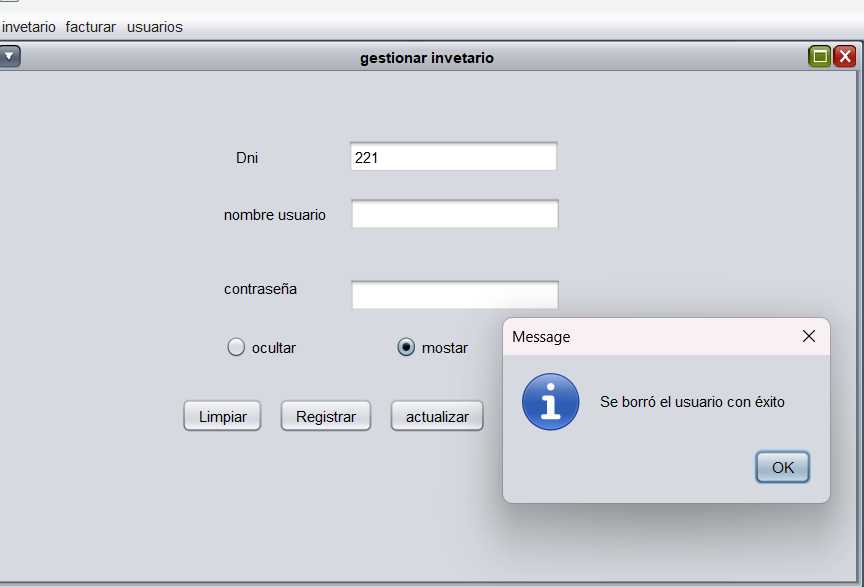 invetario facturar usuarios
gestionar invetario
Dni 221
nombre usuario
contraseña
ocultar mostar
Limpiar Registrar actualizar
Message
Se borró el usuario con éxito
OK